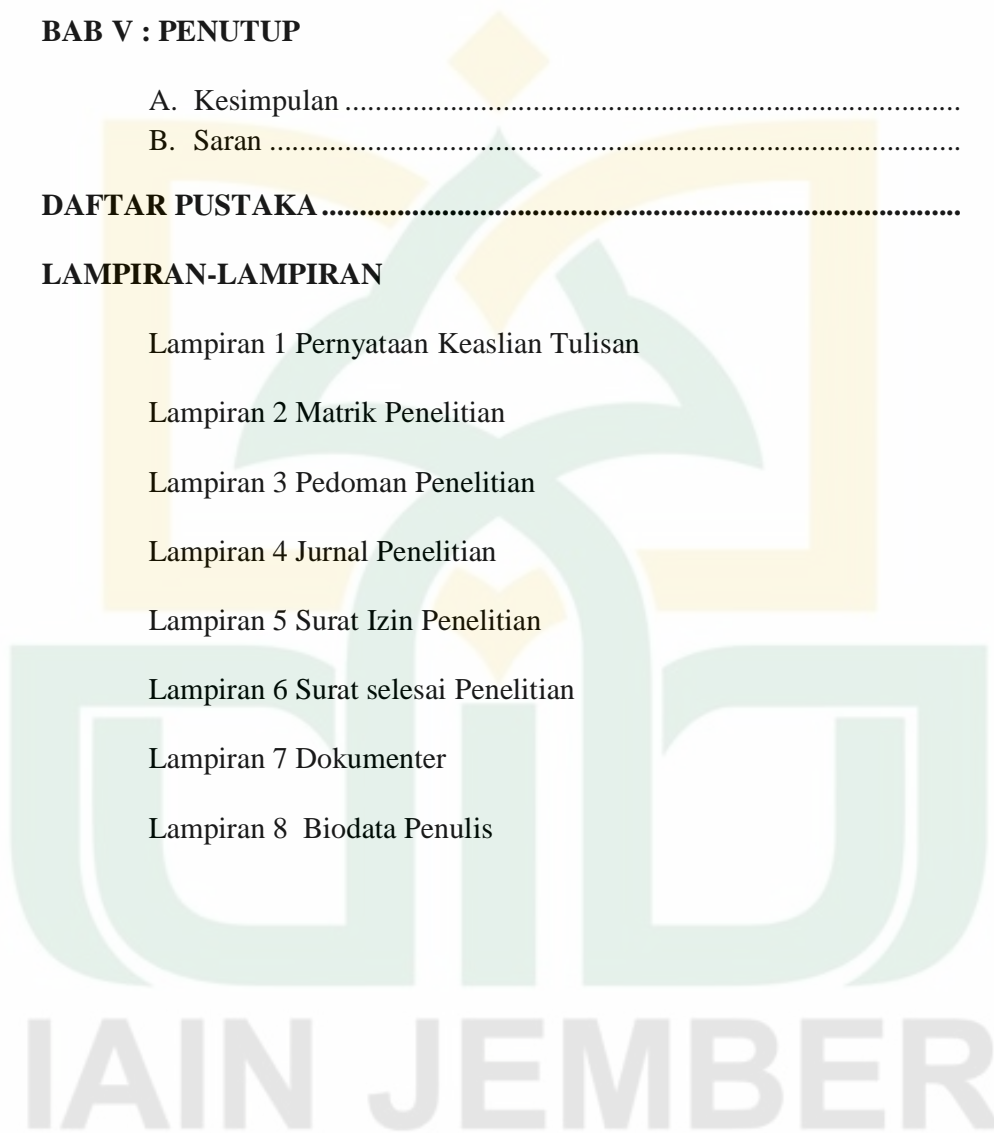 BAB V : PENUTUP
A. Kesimpulan ..................................................................................
B. Saran ............................................................................................
DAFTAR PUSTAKA.....................................................................................
LAMPIRAN-LAMPIRAN
Lampiran 1 Pernyataan Keaslian Tulisan
Lampiran 2 Matrik Penelitian
Lampiran 3 Pedoman Penelitian
Lampiran 4 Jurnal Penelitian
Lampiran 5 Surat Izin Penelitian
Lampiran 6 Surat selesai Penelitian
Lampiran 7 Dokumenter
Lampiran 8  Biodata Penulis
IAIN JEMBER